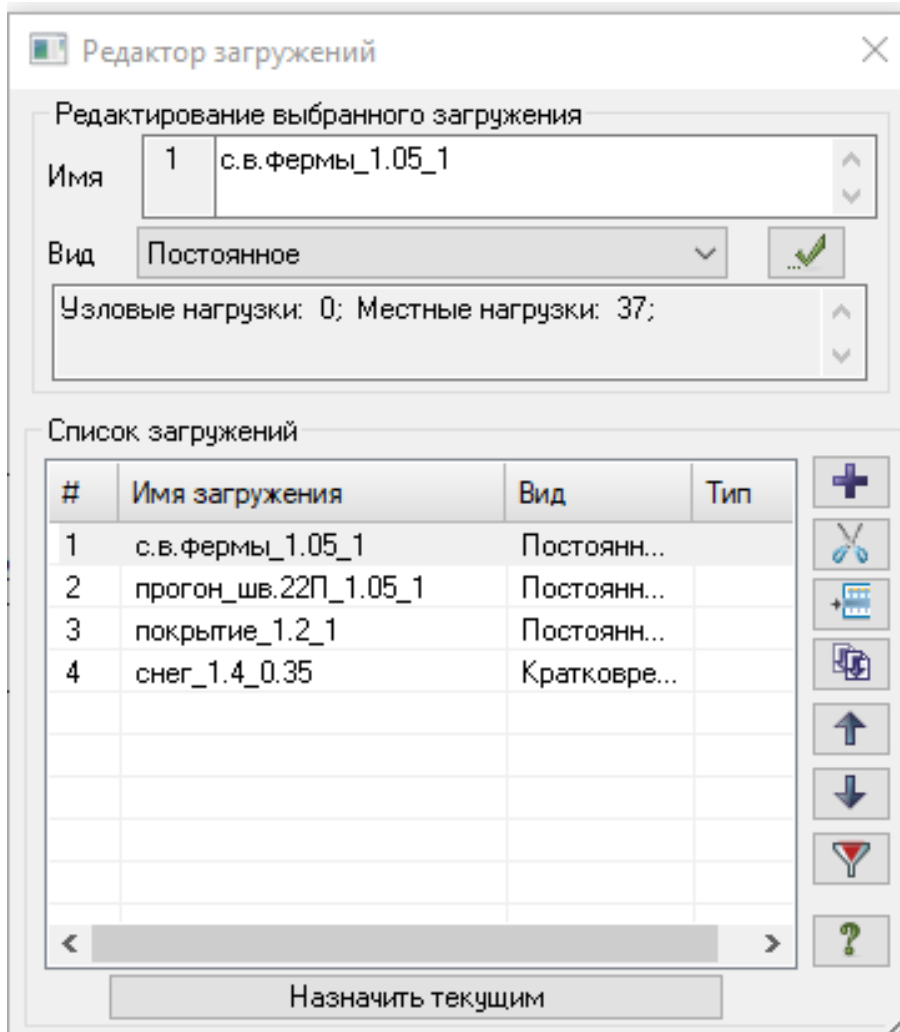 Редактор загружений
Редактирование выбранного загружения
Имя 1 с.в.фермы_1.05_1
Вид Постоянное
Узловые нагрузки: 0; Местные нагрузки: 37;
Список загружений
# Имя загружения Вид Тип
1 с.в.фермы_1.05_1 Постоянн...
2 прогон_шв.22П_1.05_1 Постоянн...
3 покрытие_1.2_1 Постоянн...
4 снег_1.4_0.35 Кратковре...
Назначить текущим